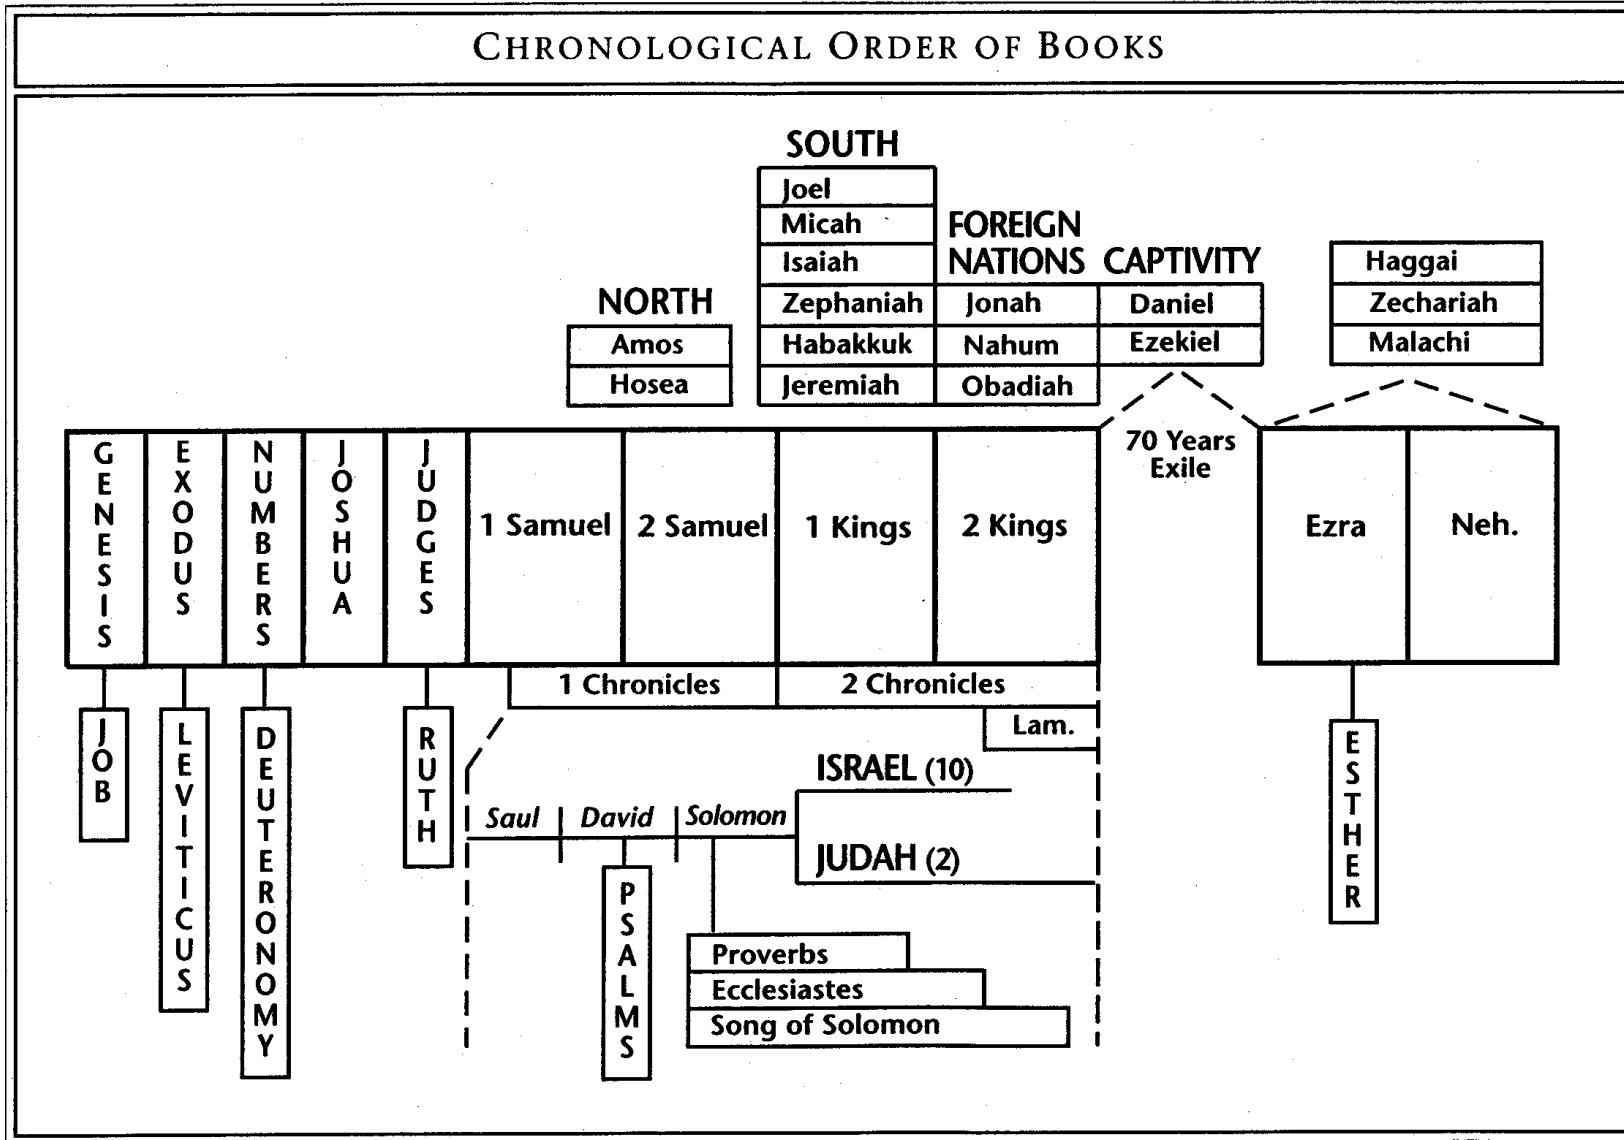 CHRONOLOGICAL ORDER OF BOOKS
SOUTH
Joel
Micah
Isaiah
Zephaniah
Habakkuk
Jeremiah
FOREIGN
NATIONS
Jonah
Nahum
Obadiah
CAPTIVITY
Daniel
Ezekiel
Haggai
Zechariah
Malachi
NORTH
Amos
Hosea
GENESIS
EXODUS
NUMBERS
JOSHUA
JUDGES
1 Samuel
2 Samuel
1 Kings
2 Kings
70 Years
Exile
Ezra
Neh.
1 Chronicles
2 Chronicles
Lam.
JOB
LEVITICUS
DEUTERONOMY
RUTH
ISRAEL (10)
Saul
David
Solomon
JUDAH (2)
PSALMS
Proverbs
Ecclesiastes
Song of Solomon
ESTHER